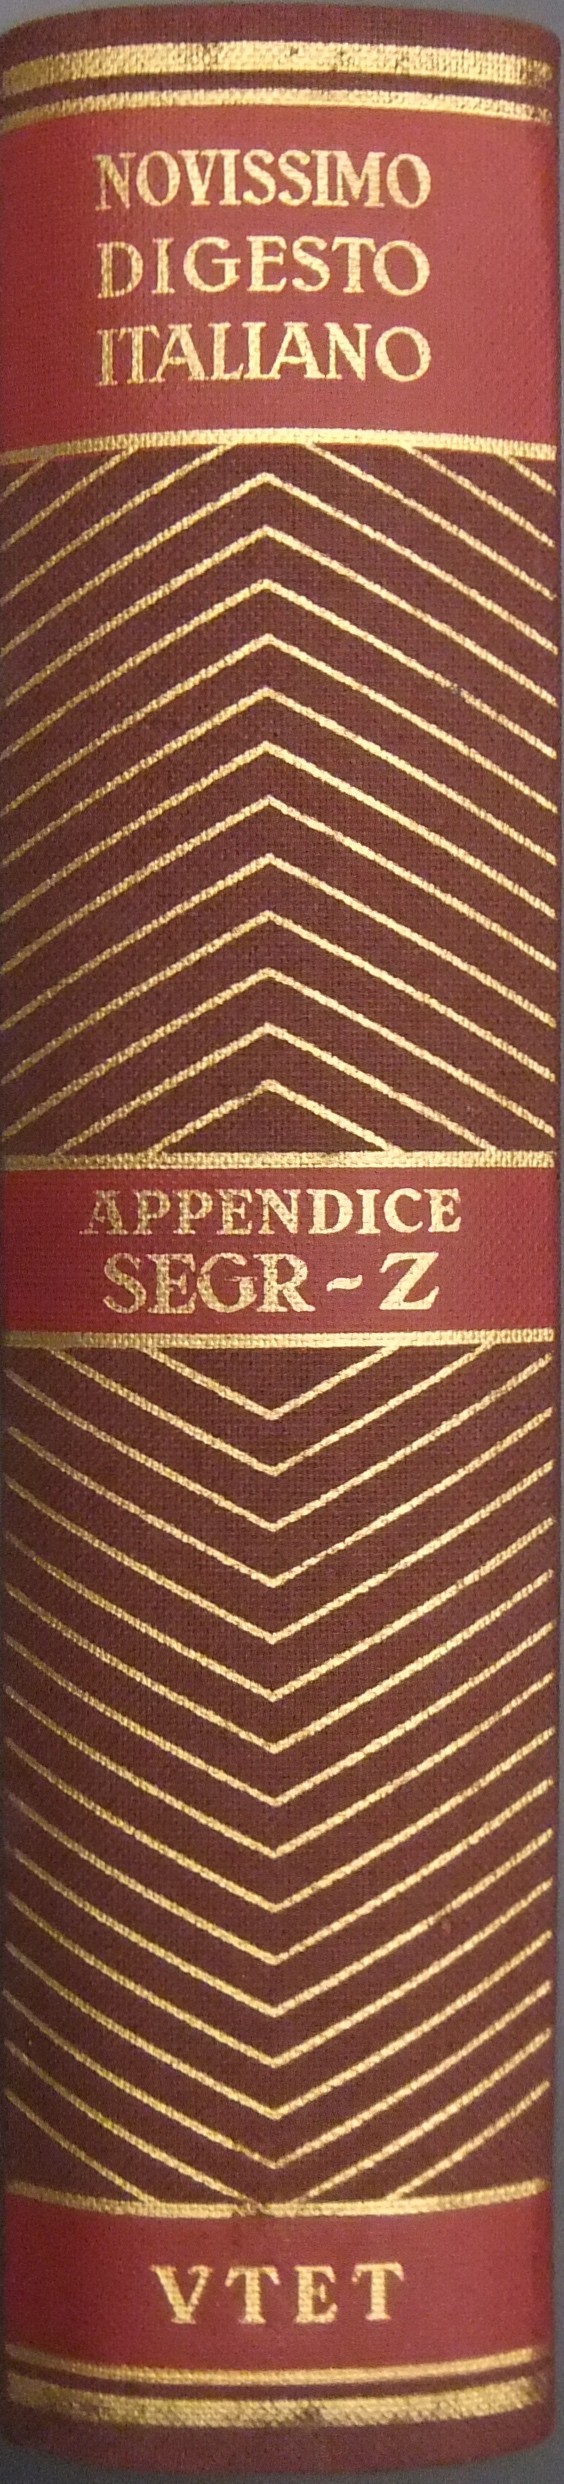 NOVISSIMO
DIGESTO
ITALIANO
APPENDICE
SEGR~Z
VTET